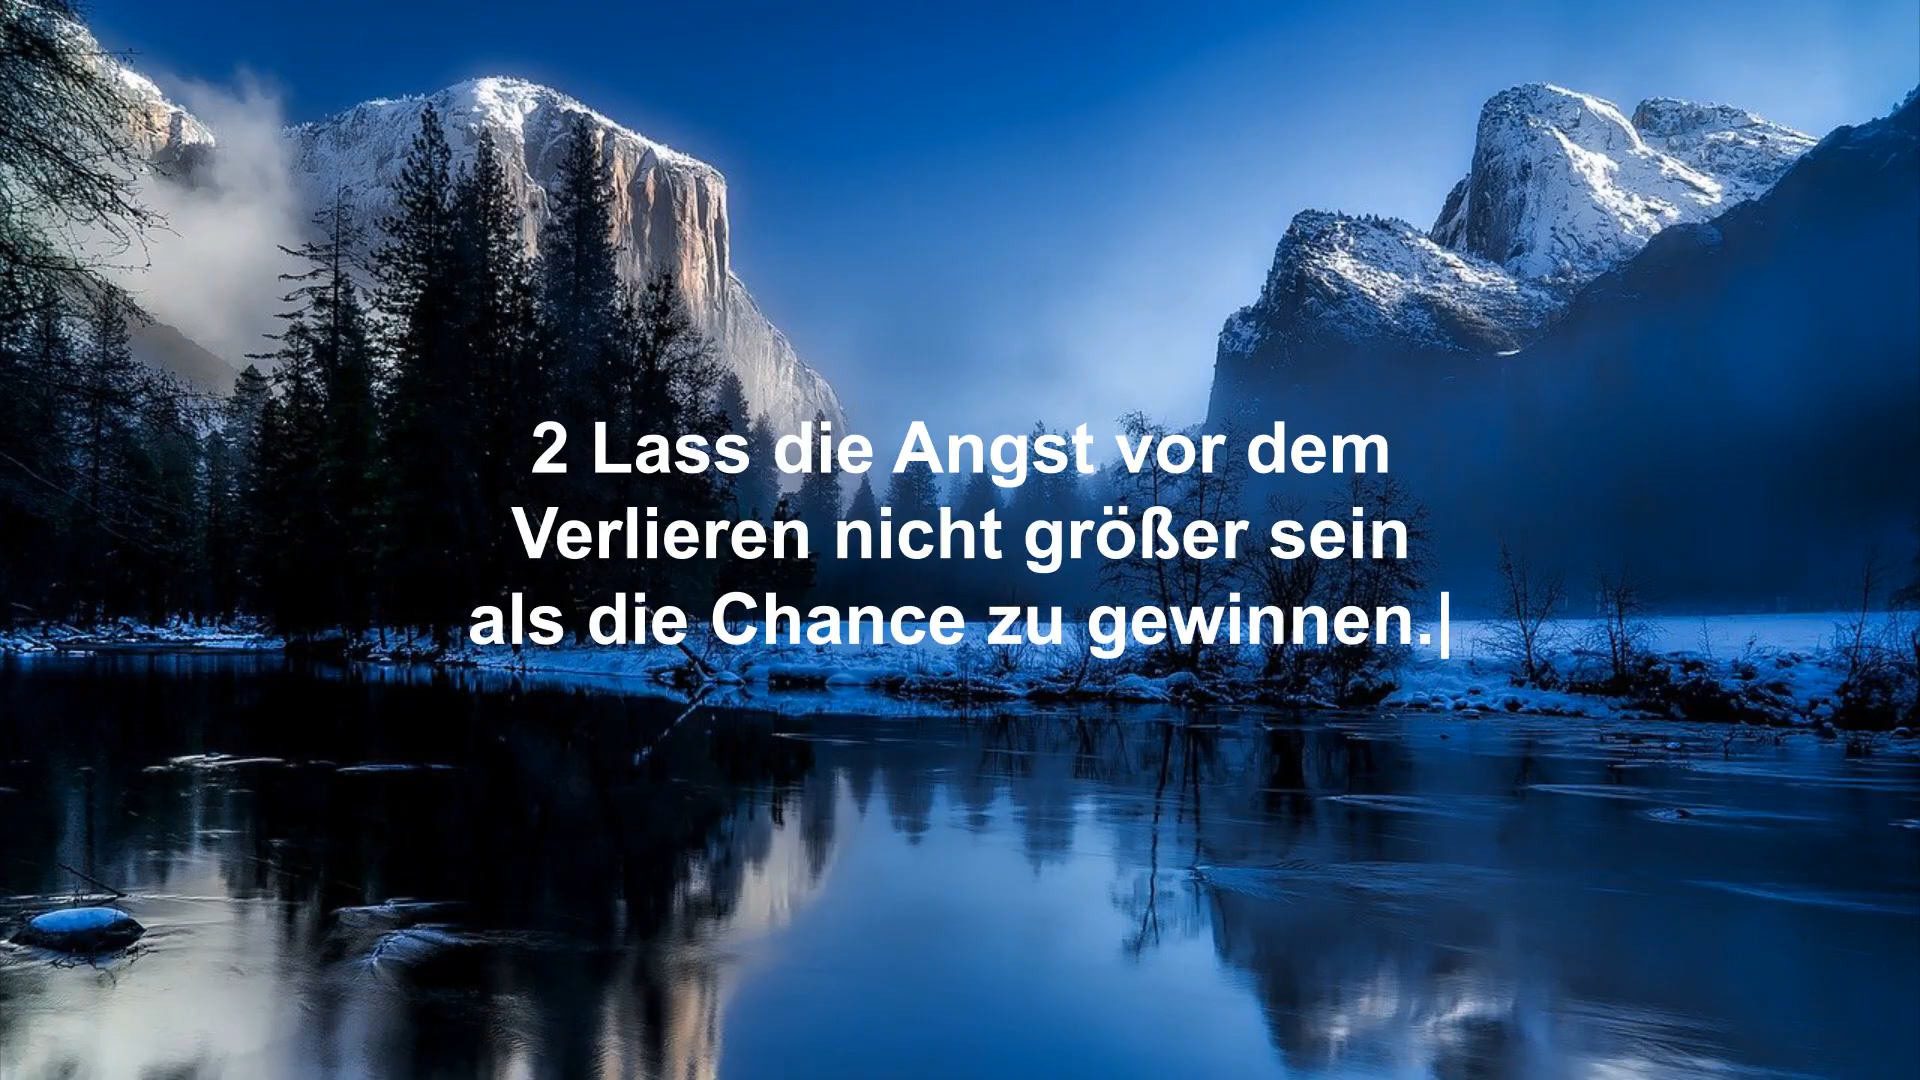 2 Lass die Angst vor dem
Verlieren nicht größer sein
als die Chance zu gewinnen.|